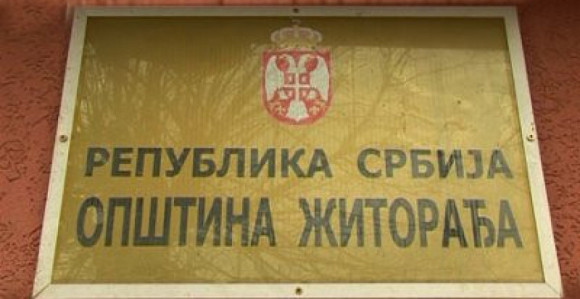 РЕПУБЛИКА СРБИЈА
ОПШТИНА ЖИТОРАЂА